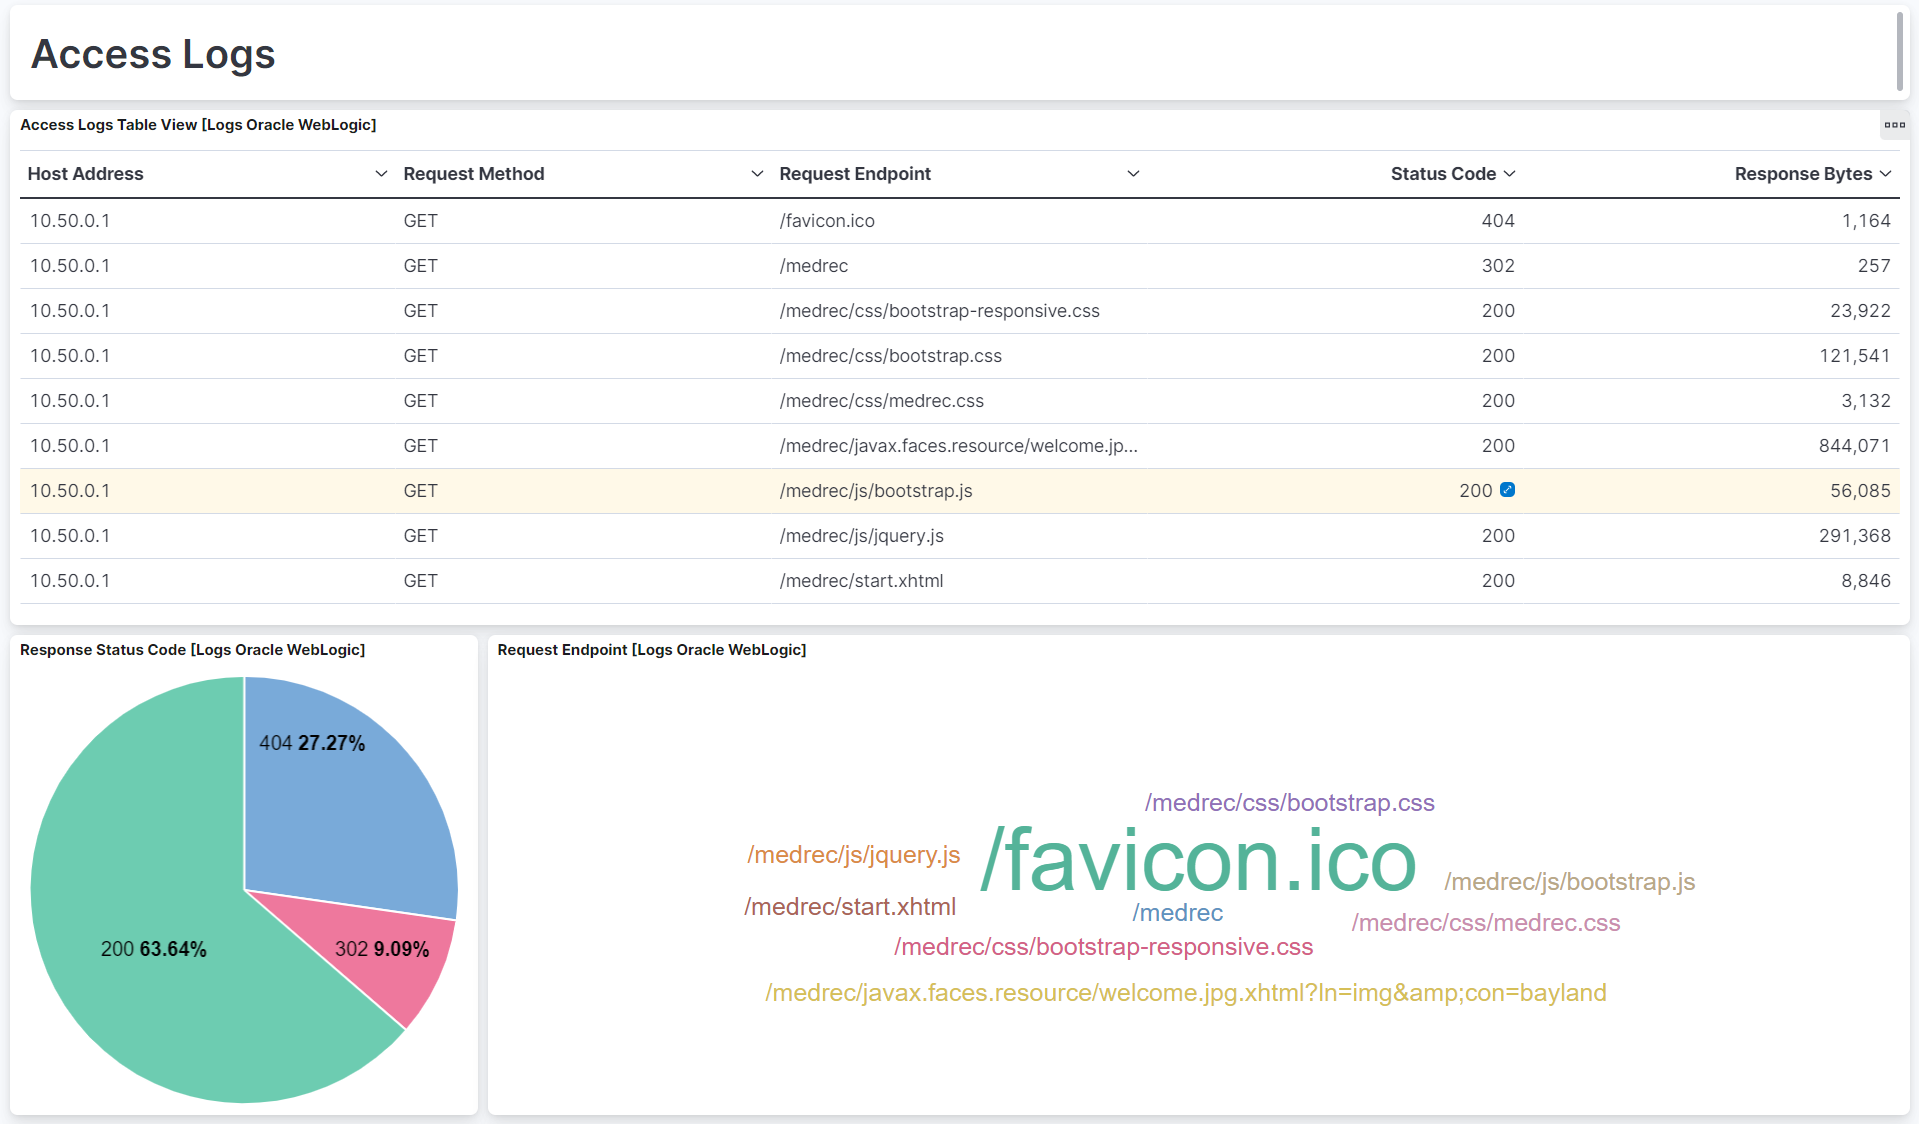 Access Logs
Access Logs Table View [Logs Oracle WebLogic]
Host Address Request Method Request Endpoint Status Code Response Bytes
10.50.0.1 GET /favicon.ico 404 1,164
10.50.0.1 GET /medrec 302 257
10.50.0.1 GET /medrec/css/bootstrap-responsive.css 200 23,922
10.50.0.1 GET /medrec/css/bootstrap.css 200 121,541
10.50.0.1 GET /medrec/css/medrec.css 200 3,132
10.50.0.1 GET /medrec/javax.faces.resource/welcome.jp... 200 844,071
10.50.0.1 GET /medrec/js/bootstrap.js 200 56,085
10.50.0.1 GET /medrec/js/jquery.js 200 291,368
10.50.0.1 GET /medrec/start.xhtml 200 8,846
Response Status Code [Logs Oracle WebLogic]
404 27.27%
200 63.64%
302 9.09%
Request Endpoint [Logs Oracle WebLogic]
/medrec/css/bootstrap.css
/medrec/js/jquery.js
/favicon.ico
/medrec/js/bootstrap.js
/medrec/start.xhtml
/medrec
/medrec/css/medrec.css
/medrec/css/bootstrap-responsive.css
/medrec/javax.faces.resource/welcome.jpg.xhtml?ln=img&amp;con=bayland